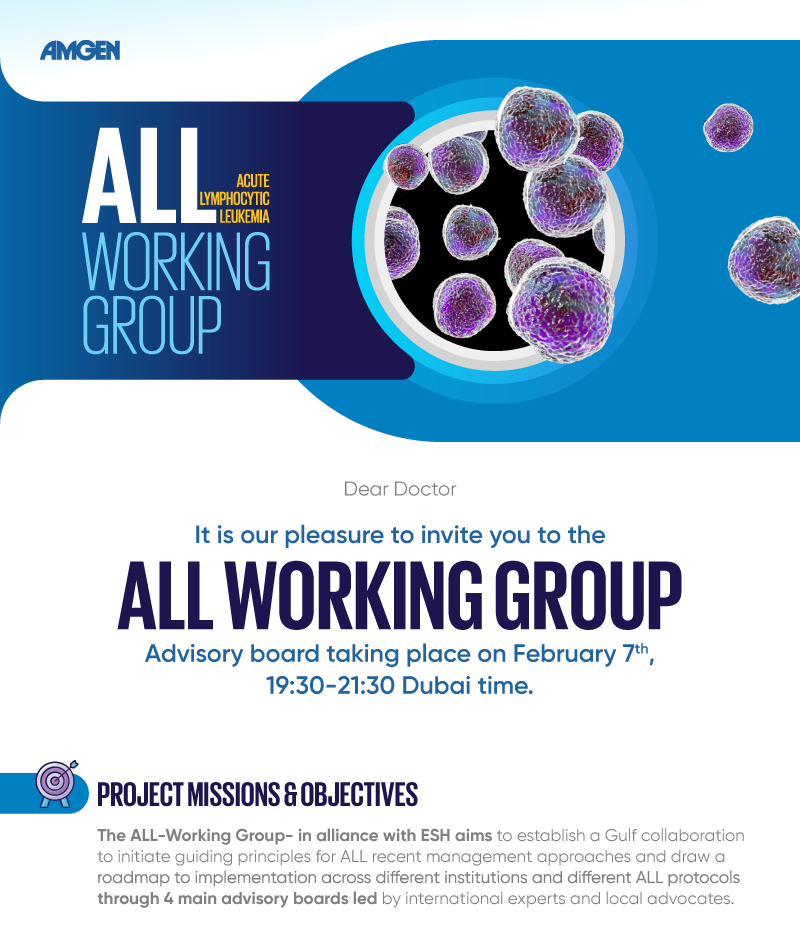 AMGEN
ALL
ACUTE
LYMPHOCYTIC
LEUKEMIA
WORKING
GROUP
Dear Doctor
It is our pleasure to invite you to the
ALL WORKING GROUP
Advisory board taking place on February 7th,
19:30-21:30 Dubai time.
PROJECT MISSIONS & OBJECTIVES
The ALL-Working Group- in alliance with ESH aims to establish a Gulf collaboration
to initiate guiding principles for ALL recent management approaches and draw a
roadmap to implementation across different institutions and different ALL protocols
through 4 main advisory boards led by international experts and local advocates.